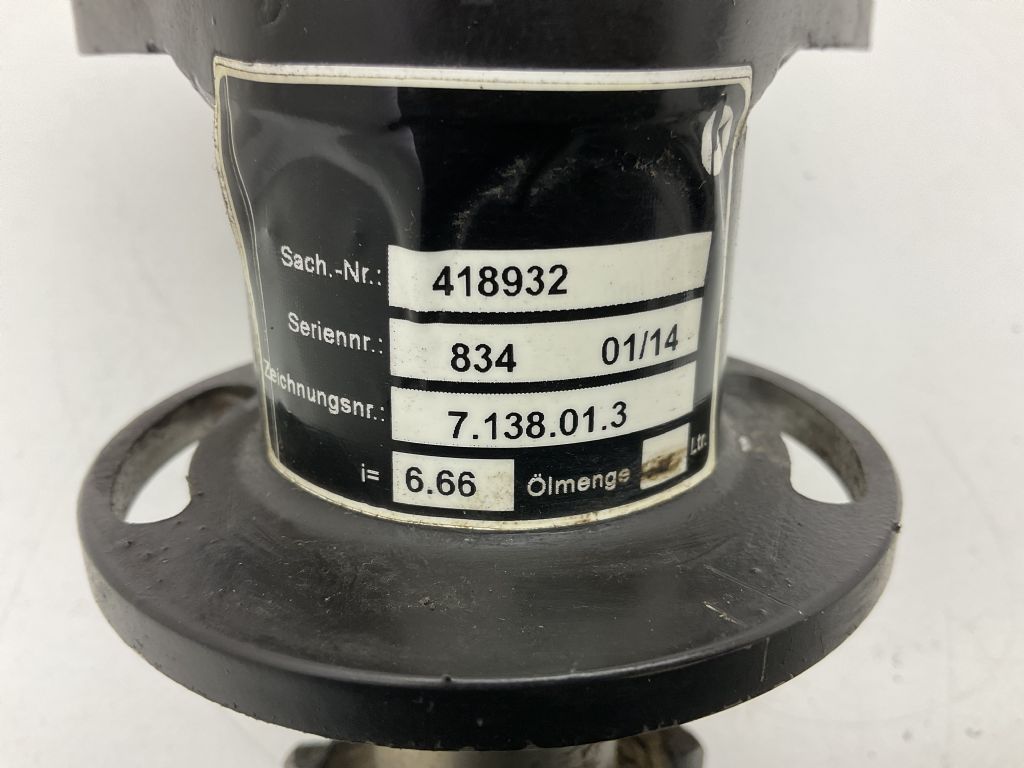 Sach.-Nr.: 418932
Seriennr.: 834 01/14
Zeichnungsnr.: 7.138.01.3
i= 6.66 Ölmenge Ltr.